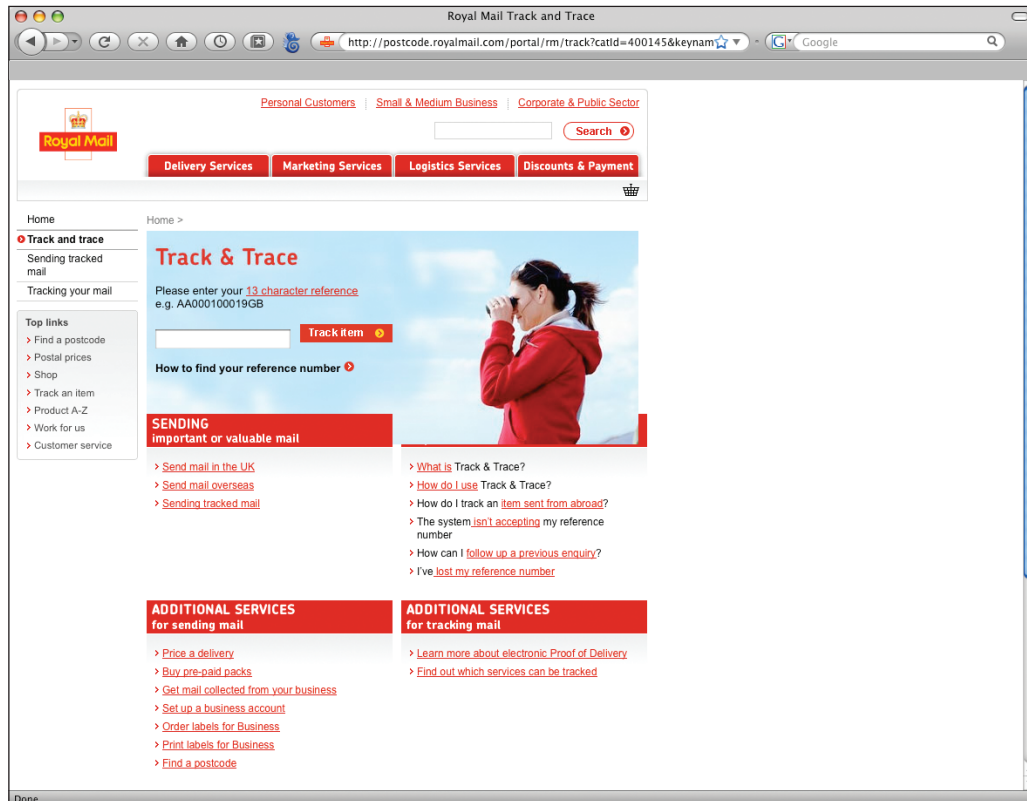 Royal Mail Track and Trace
http://postcode.royalmail.com/portal/rm/track?catId=400145&keynam
Google
Personal Customers | Small & Medium Business | Corporate & Public Sector
Royal Mail
Search
Delivery Services
Marketing Services
Logistics Services
Discounts & Payment
Home
Track and trace
Sending tracked
mail
Tracking your mail
Top links
Find a postcode
Postal prices
Shop
Track an item
Product A-Z
Work for us
Customer service
Home >
Track & Trace
Please enter your 13 character reference
e.g. AA000100019GB
Track item
How to find your reference number
SENDING
important or valuable mail
Send mail in the UK
Send mail overseas
Sending tracked mail
What is Track & Trace?
How do I use Track & Trace?
How do I track an item sent from abroad?
The system isn't accepting my reference
number
How can I follow up a previous enquiry?
I've lost my reference number
ADDITIONAL SERVICES
for sending mail
Price a delivery
Buy pre-paid packs
Get mail collected from your business
Set up a business account
Order labels for Business
Print labels for Business
Find a postcode
ADDITIONAL SERVICES
for tracking mail
Learn more about electronic Proof of Delivery
Find out which services can be tracked
Done